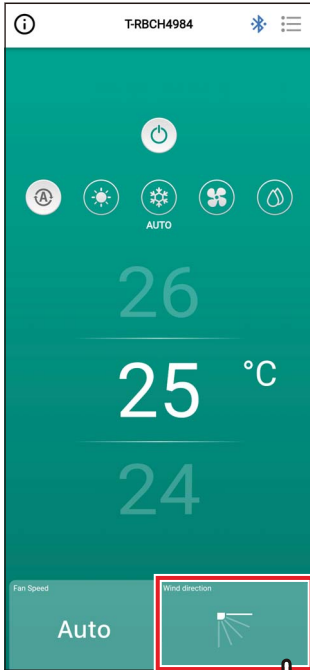 T-RBCH4984
A
AUTO
26
25 °C
24
Fan Speed
Wind direction
Auto